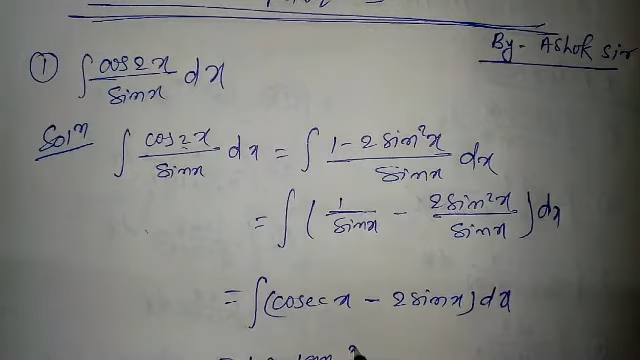 By - Ashok Sir
① ∫ cos2x/sinx dx
Solⁿ ∫ cos2x/sinx dx = ∫ 1-2sin²x/sinx dx
= ∫ ( 1/sinx - 2sin²x/sinx ) dx
= ∫(cosecx - 2sinx) dx